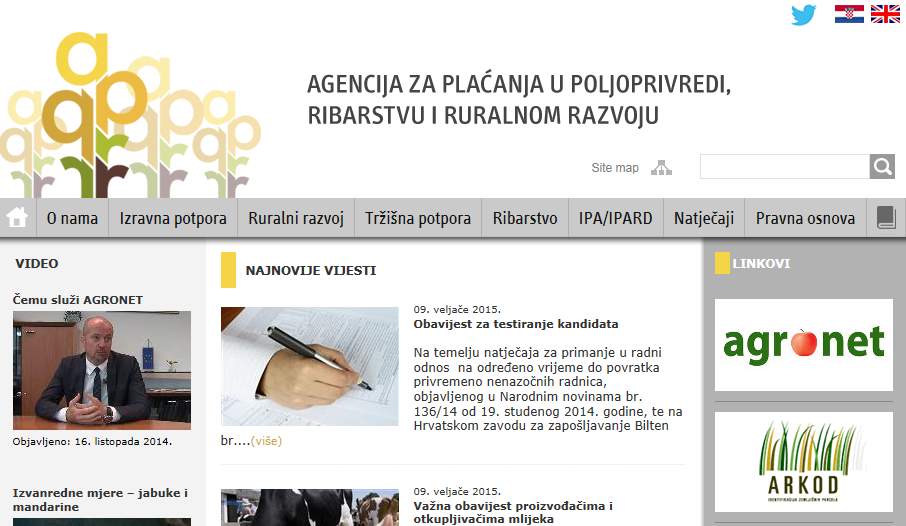 AGENCIJA ZA PLAĆANJA U POLJOPRIVREDI,
RIBARSTVU I RURALNOM RAZVOJU
Site map
O nama
Izravna potpora
Ruralni razvoj
Tržišna potpora
Ribarstvo
IPA/IPARD
Natječaji
Pravna osnova
VIDEO
Čemu služi AGRONET
Objavljeno: 16. listopada 2014.
Izvanredne mjere – jabuke i
mandarine
NAJNOVIJE VIJESTI
09. veljače 2015.
Obavijest za testiranje kandidata
Na temelju natječaja za primanje u radni
odnos na određeno vrijeme do povratka
privremeno nenazočnih radnica,
objavljenog u Narodnim novinama br.
136/14 od 19. studenog 2014. godine, te na
Hrvatskom zavodu za zapošljavanje Bilten
br....(više)
09. veljače 2015.
Važna obavijest proizvođačima i
otkupljivačima mlijeka
LINKOVI
agronet
ARKOD